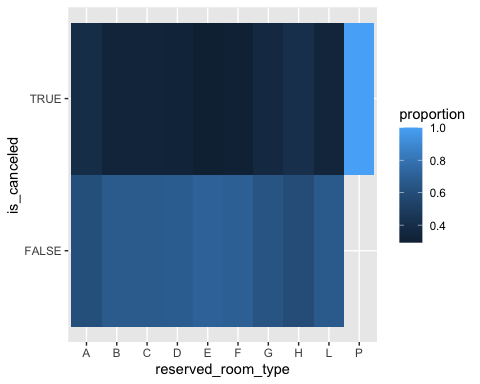 is_canceled
TRUE
FALSE
A B C D E F G H L P
reserved_room_type
proportion
1.0
0.8
0.6
0.4